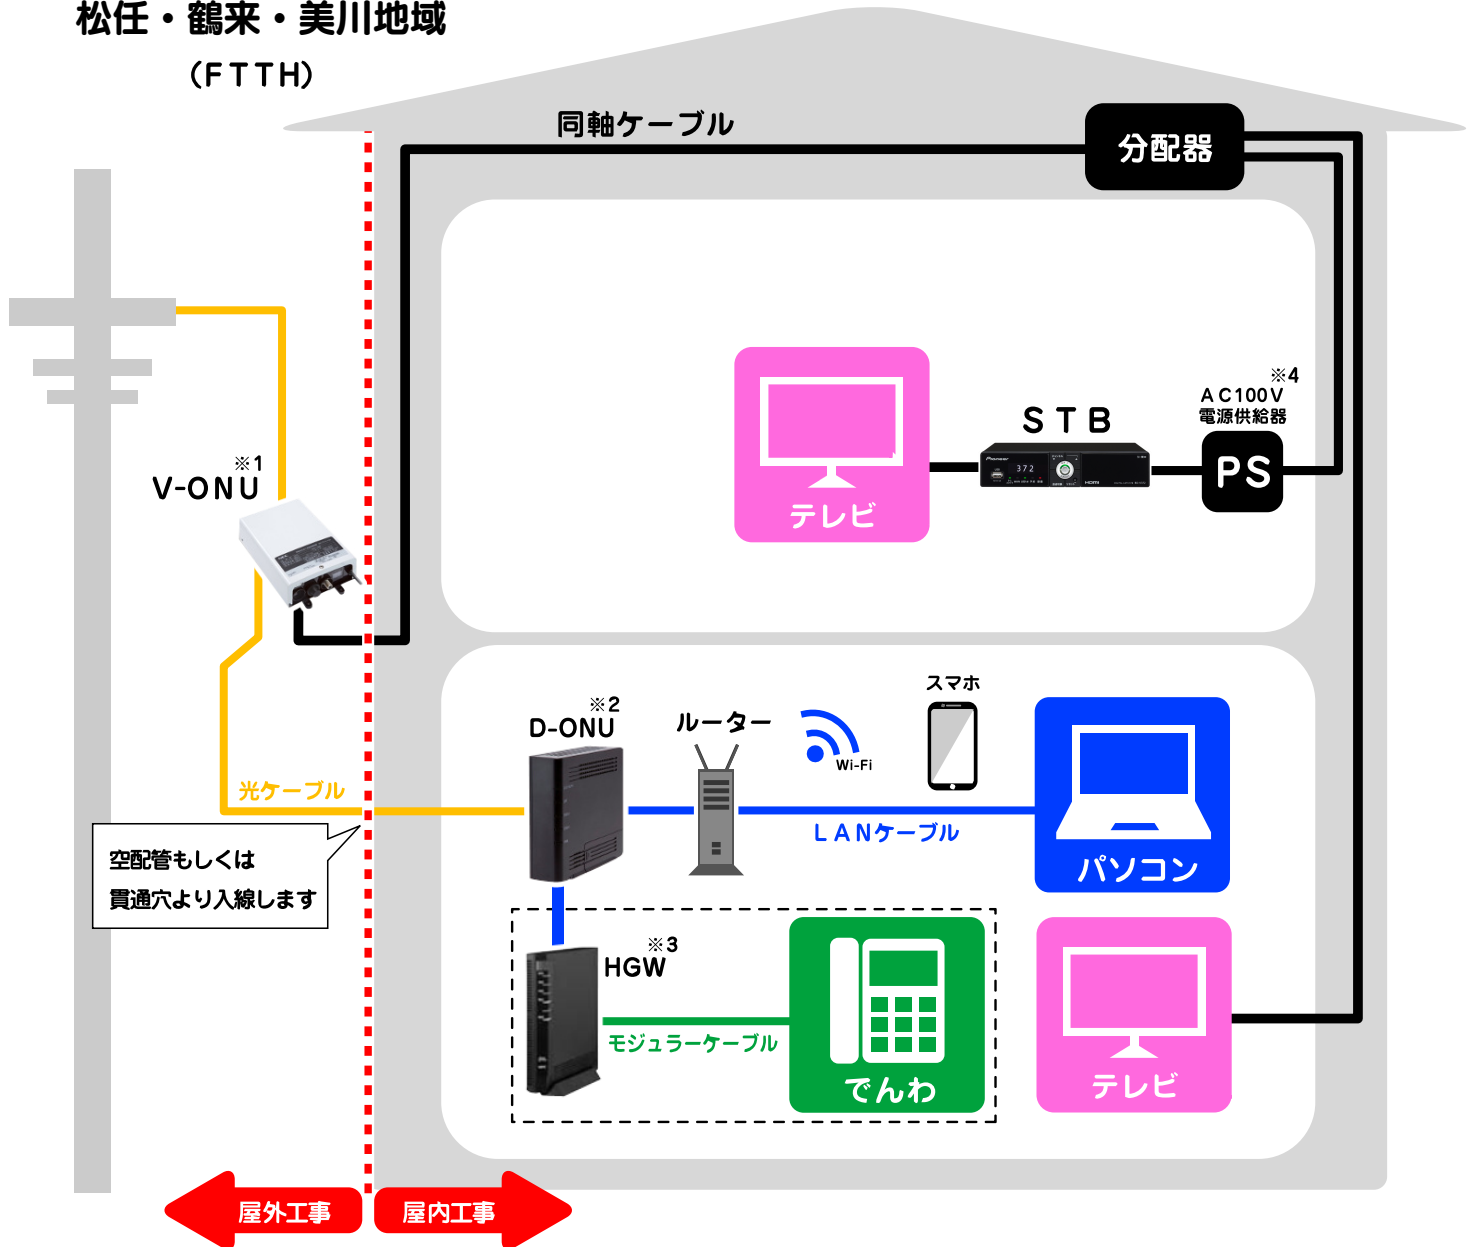 松任・鶴来・美川地域
（ＦＴＴＨ）
同軸ケーブル
分配器
※4
ＡＣ100Ｖ
電源供給器
ＰＳ
ＳＴＢ
Pioneer
372
HDMI
テレビ
※1
V-ONU
※2
D-ONU
ルーター
Wi-Fi
スマホ
光ケーブル
ＬＡＮケーブル
パソコン
空配管もしくは
貫通穴より入線します
※3
HGW
モジュラーケーブル
でんわ
テレビ
屋外工事
屋内工事